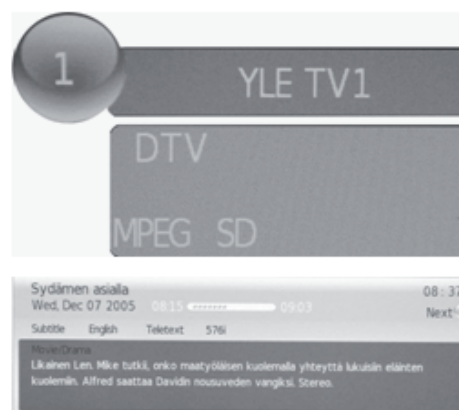 1
YLE TV1
DTV
MPEG SD
Sydämen asialla
08:37
Wed, Dec 07 2005 08:15 09:03
Next
Subtitle English Teletext 576i
Movie/Drama
Likainen Len. Mike tutkii, onko maatyöläisen kuolemalla yhteyttä lukuisiin eläinten
kuolemiin. Alfred saattaa Davidin nousuveden vangiksi. Stereo.